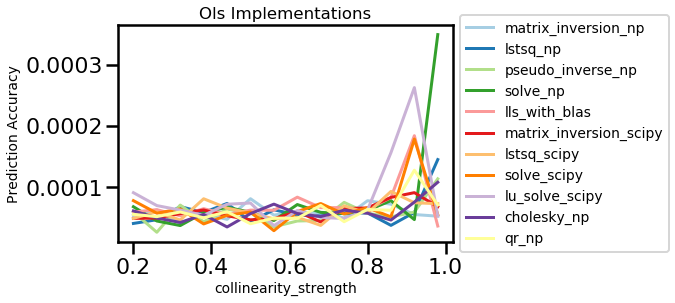 Ols Implementations
Prediction Accuracy
0.0003
0.0002
0.0001
0.2 0.4 0.6 0.8 1.0
collinearity_strength
matrix_inversion_np
lstsq_np
pseudo_inverse_np
solve_np
lls_with_blas
matrix_inversion_scipy
lstsq_scipy
solve_scipy
lu_solve_scipy
cholesky_np
qr_np